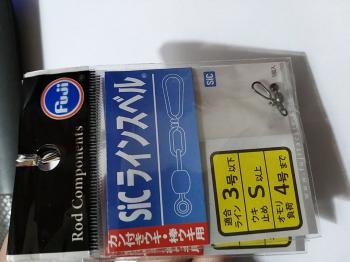 Fuji
Rod Components
SiCラインスベル
カン付きウキ・棒ウキ用
SiC
適合
ライン
3号以下
ウキ
止め
S以上
オモリ
負荷
4号まで